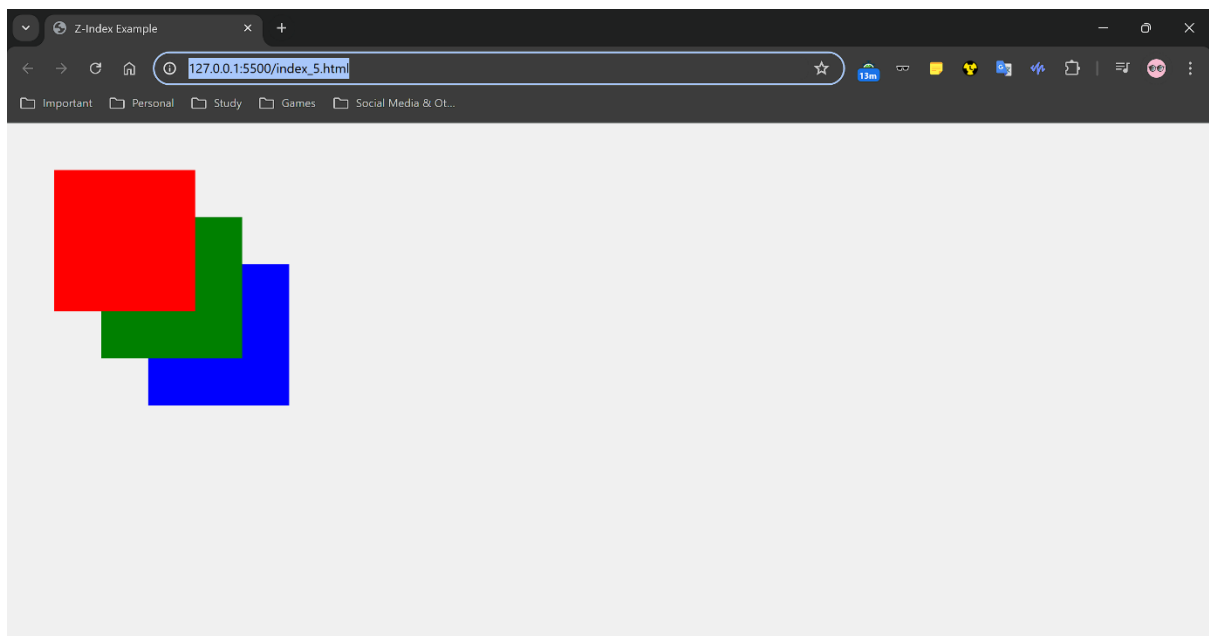 Z-Index Example
127.0.0.1:5500/index_5.html
13m
Important Personal Study Games Social Media & Ot...